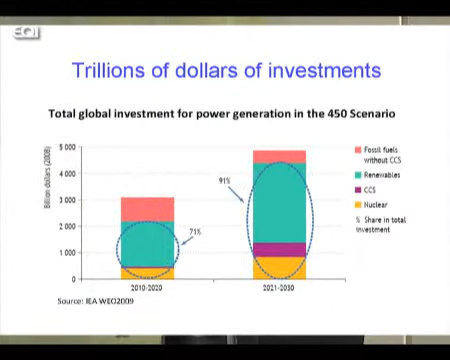 EQI
Trillions of dollars of investments
Total global investment for power generation in the 450 Scenario
Billion dollars (2008)
5 000
4 000
3 000
2 000
1 000
0
71%
91%
2010-2020
2021-2030
Fossil fuels
without CCS
Renewables
CCS
Nuclear
% Share in total
investment
Source: IEA WEO2009